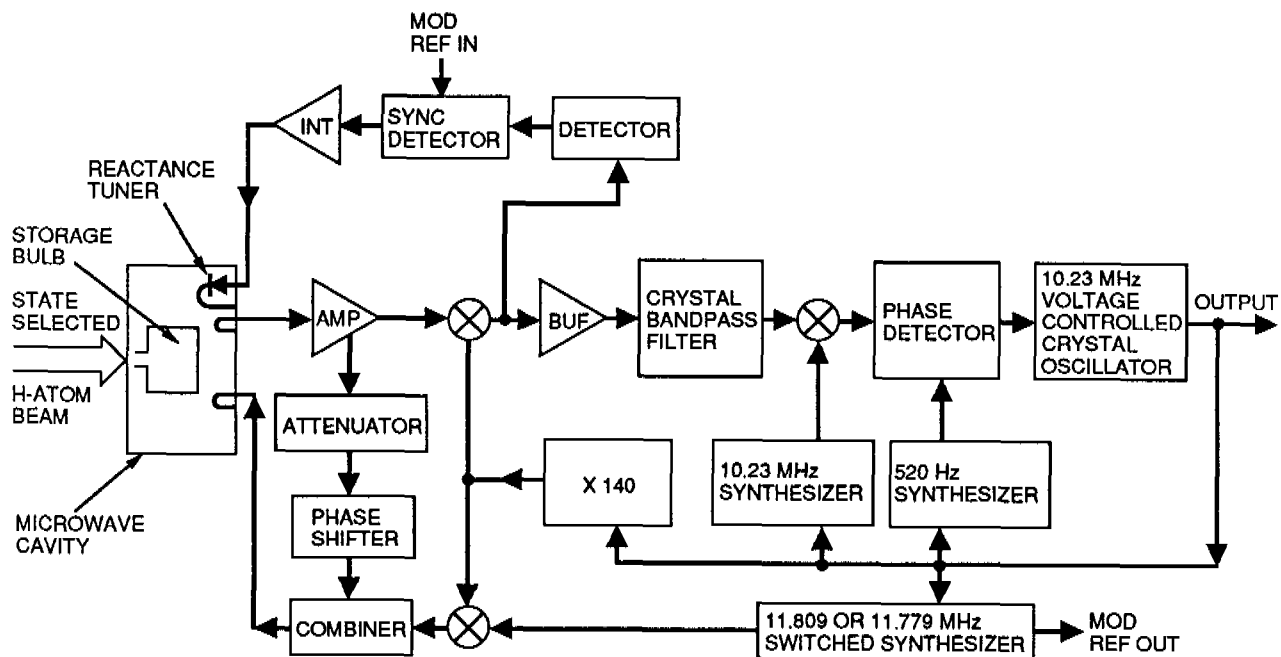 MOD
REF IN
INT
SYNC
DETECTOR
DETECTOR
REACTANCE
TUNER
STORAGE
BULB
STATE
SELECTED
H-ATOM
BEAM
MICROWAVE
CAVITY
AMP
ATTENUATOR
PHASE
SHIFTER
COMBINER
BUF
CRYSTAL
BANDPASS
FILTER
PHASE
DETECTOR
10.23 MHz
VOLTAGE
CONTROLLED
CRYSTAL
OSCILLATOR
OUTPUT
X 140
10.23 MHz
SYNTHESIZER
520 Hz
SYNTHESIZER
11.809 OR 11.779 MHz
SWITCHED SYNTHESIZER
MOD
REF OUT